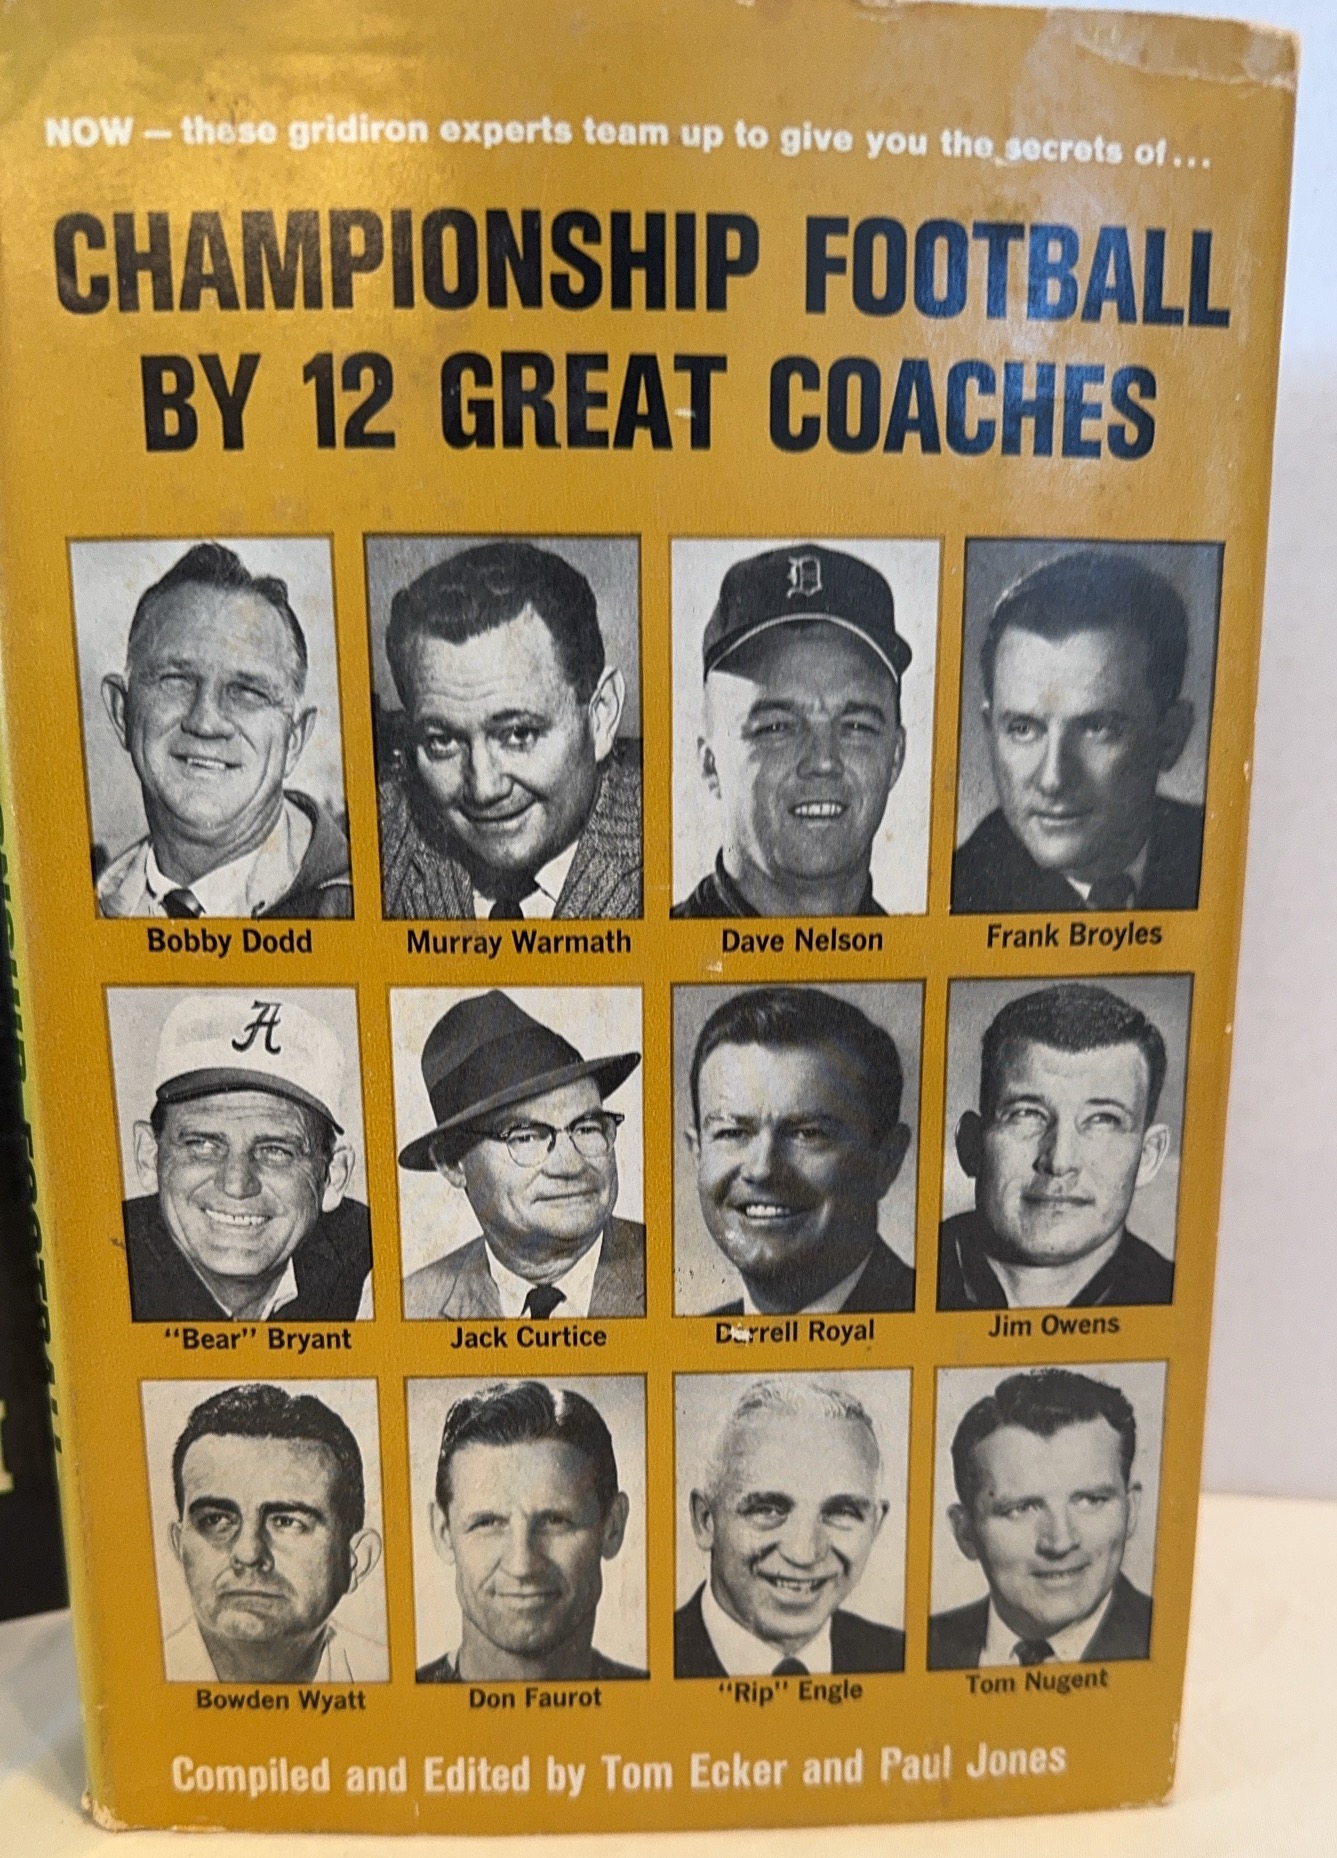 NOW — these gridiron experts team up to give you the secrets of...
CHAMPIONSHIP FOOTBALL
BY 12 GREAT COACHES
D
Bobby Dodd Murray Warmath Dave Nelson Frank Broyles
A
"Bear" Bryant Jack Curtice Darrell Royal Jim Owens
Bowden Wyatt Don Faurot "Rip" Engle Tom Nugent
Compiled and Edited by Tom Ecker and Paul Jones